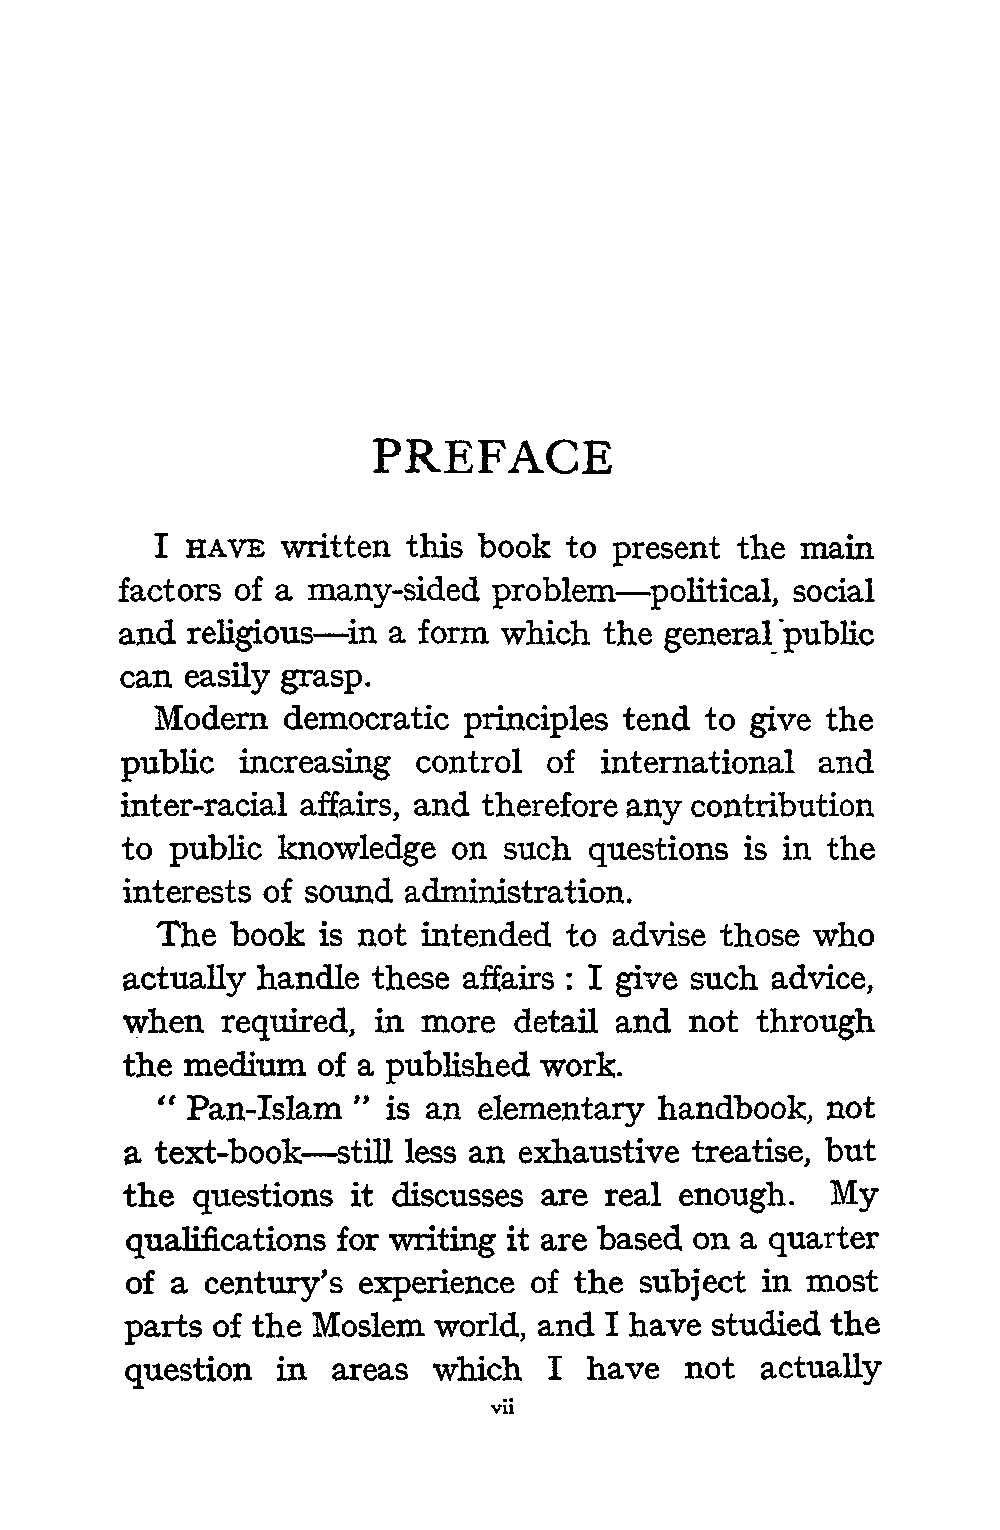 PREFACE
I HAVE written this book to present the main
factors of a many-sided problem—political, social
and religious—in a form which the general public
can easily grasp.
Modern democratic principles tend to give the
public increasing control of international and
inter-racial affairs, and therefore any contribution
to public knowledge on such questions is in the
interests of sound administration.
The book is not intended to advise those who
actually handle these affairs : I give such advice,
when required, in more detail and not through
the medium of a published work.
“ Pan-Islam ” is an elementary handbook, not
a text-book—still less an exhaustive treatise, but
the questions it discusses are real enough. My
qualifications for writing it are based on a quarter
of a century’s experience of the subject in most
parts of the Moslem world, and I have studied the
question in areas which I have not actually
vii